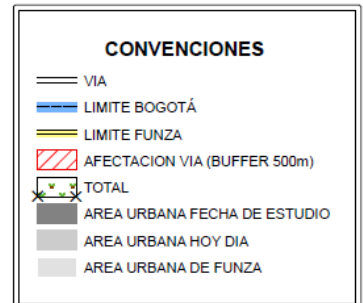 CONVENCIONES
VIA
LIMITE BOGOTÁ
LIMITE FUNZA
AFECTACION VIA (BUFFER 500m)
TOTAL
AREA URBANA FECHA DE ESTUDIO
AREA URBANA HOY DIA
AREA URBANA DE FUNZA